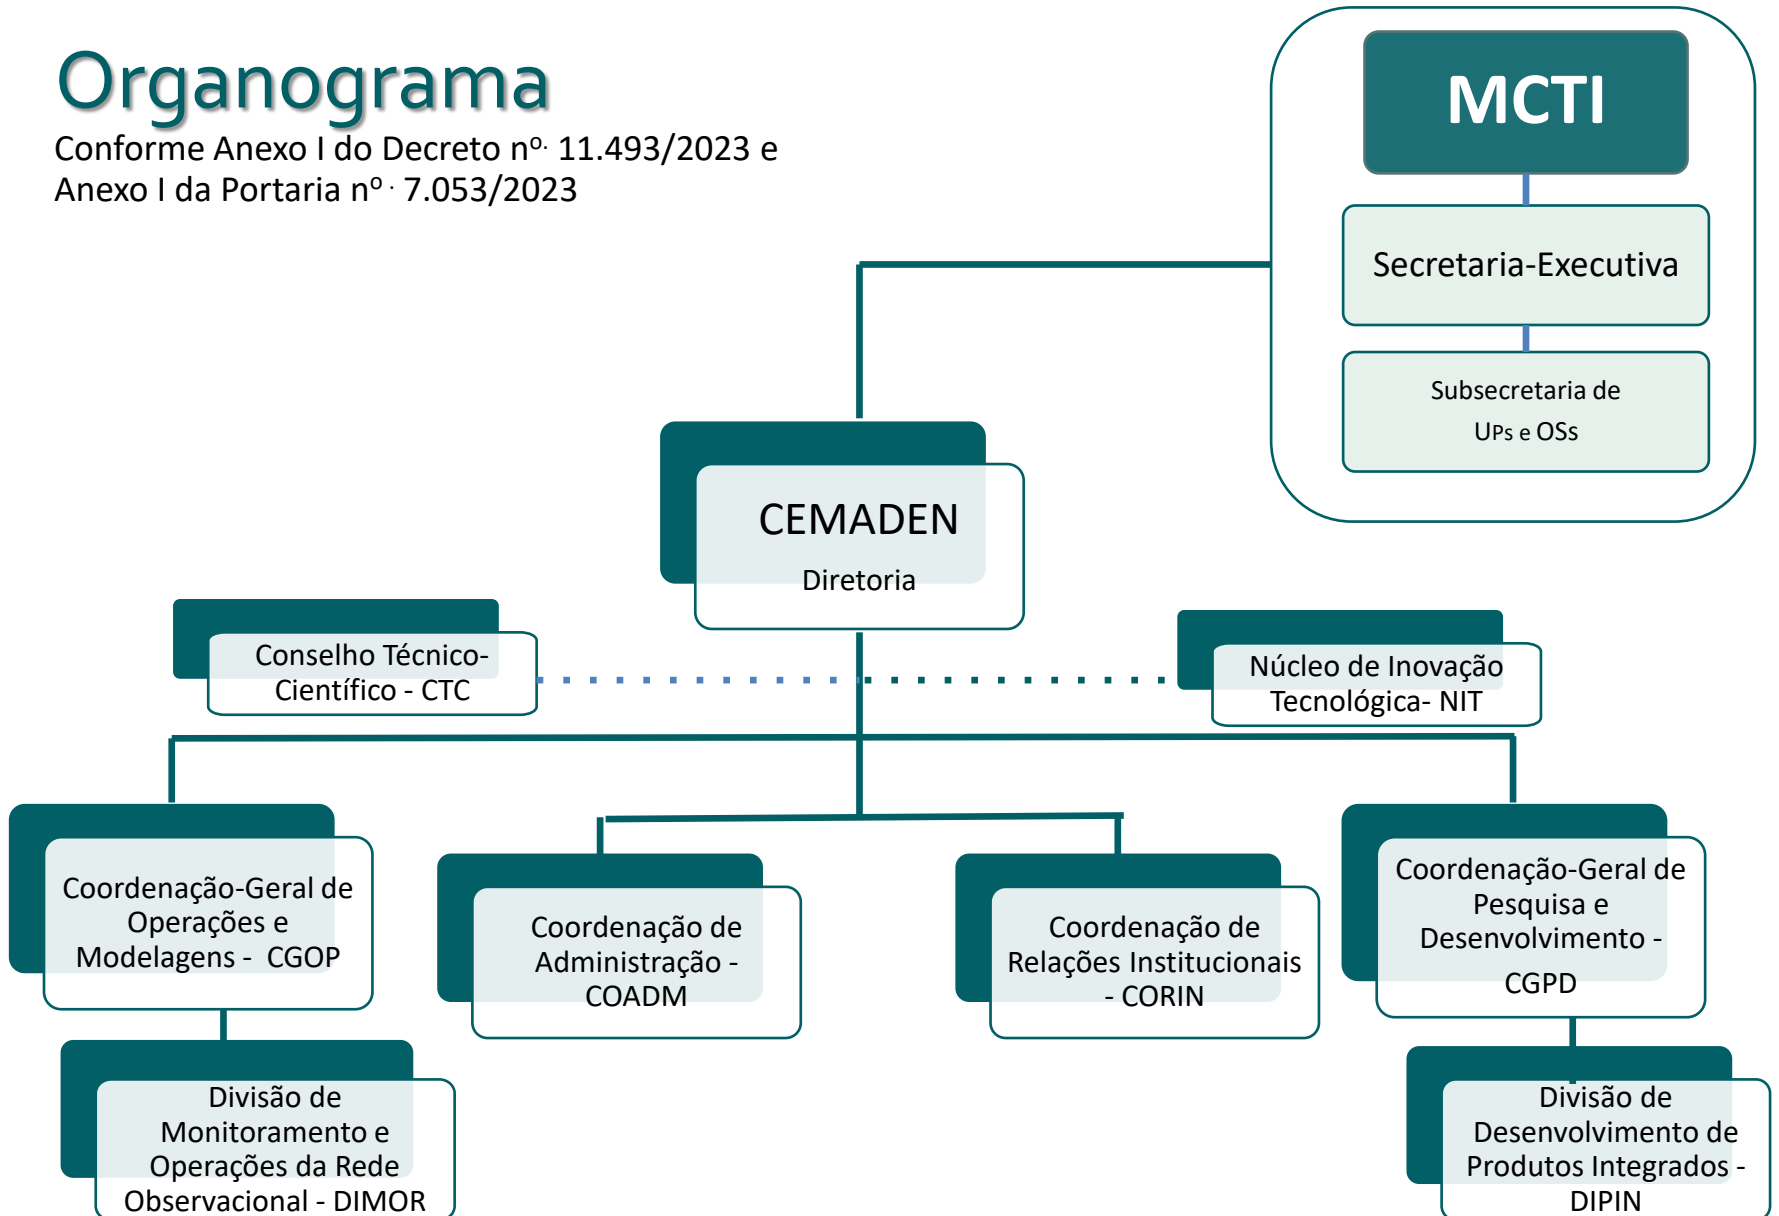 Organograma
Conforme Anexo I do Decreto nº· 11.493/2023 e
Anexo I da Portaria nº · 7.053/2023
MCTI
Secretaria-Executiva
Subsecretaria de
UPs e OSs
CEMADEN
Diretoria
Conselho Técnico-
Científico - CTC
Núcleo de Inovação
Tecnológica- NIT
Coordenação-Geral de
Operações e
Modelagens -  CGOP
Coordenação de
Administração -
COADM
Coordenação de
Relações Institucionais
- CORIN
Coordenação-Geral de
Pesquisa e
Desenvolvimento -
CGPD
Divisão de
Monitoramento e
Operações da Rede
Observacional - DIMOR
Divisão de
Desenvolvimento de
Produtos Integrados -
DIPIN